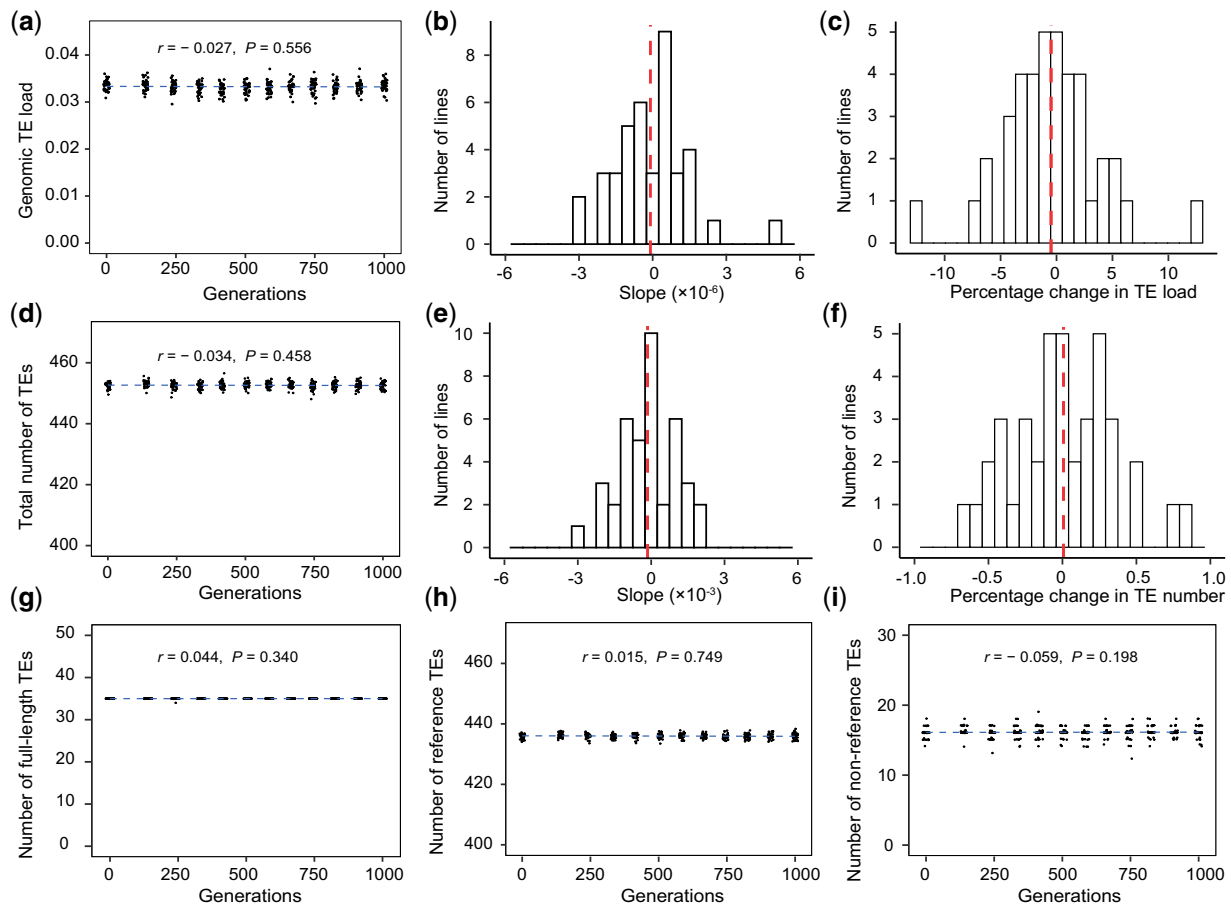 (a)
r = – 0.027, P = 0.556
0.04
0.03
0.02
0.01
0.00
Genomic TE load
0 250 500 750 1000
Generations
(b)
8
6
4
2
0
Number of lines
-6 -3 0 3 6
Slope (×10⁻⁶)
(c)
5
4
3
2
1
0
Number of lines
-10 -5 0 5 10
Percentage change in TE load
(d)
r = – 0.034, P = 0.458
460
440
420
400
Total number of TEs
0 250 500 750 1000
Generations
(e)
10
8
6
4
2
0
Number of lines
-6 -3 0 3 6
Slope (×10⁻³)
(f)
5
4
3
2
1
0
Number of lines
-1.0 -0.5 0 0.5 1.0
Percentage change in TE number
(g)
r = 0.044, P = 0.340
50
40
30
20
10
0
Number of full-length TEs
0 250 500 750 1000
Generations
(h)
r = 0.015, P = 0.749
460
440
420
400
Number of reference TEs
0 250 500 750 1000
Generations
(i)
r = – 0.059, P = 0.198
30
20
10
0
Number of non-reference TEs
0 250 500 750 1000
Generations